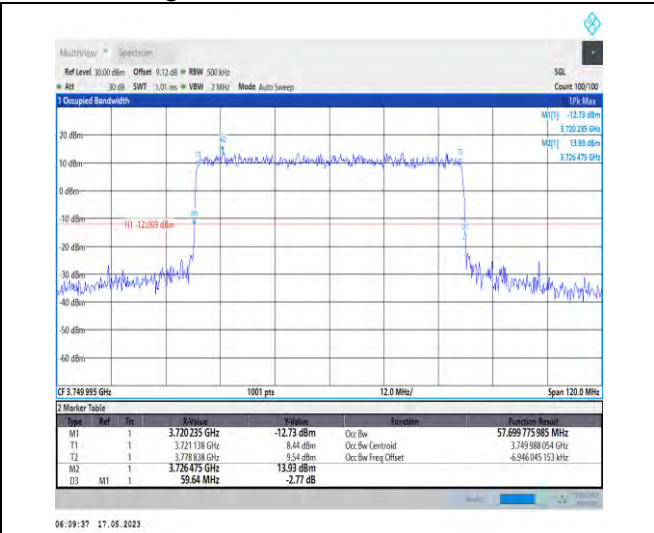 MultiView Spectrum
Ref Level 30.00 dBm Offset 9.12 dB RBW 500 kHz SGL
Att 30 dB SWT 1.01 ms VBW 2 MHz Mode Auto Sweep Count 100/100
1 Occupied Bandwidth 1Pk Max
M1[1] -12.73 dBm
3.720 235 GHz
M2[1] 13.93 dBm
3.726 475 GHz
20 dBm
10 dBm
0 dBm
-10 dBm
H1 -12.069 dBm
-20 dBm
-30 dBm
-40 dBm
-50 dBm
-60 dBm
CF 3.749 995 GHz 1001 pts 12.0 MHz/ Span 120.0 MHz
2 Marker Table
Type Ref Trc X-Value Y-Value Function Function Result
M1 1 3.720 235 GHz -12.73 dBm Occ Bw 57.699 775 985 MHz
T1 1 3.721 138 GHz 8.44 dBm Occ Bw Centroid 3.749 988 054 GHz
T2 1 3.778 838 GHz 9.54 dBm Occ Bw Freq Offset -6.946 045 153 kHz
M2 1 3.726 475 GHz 13.93 dBm
D3 M1 1 59.64 MHz -2.77 dB
06:09:37 17.05.2023